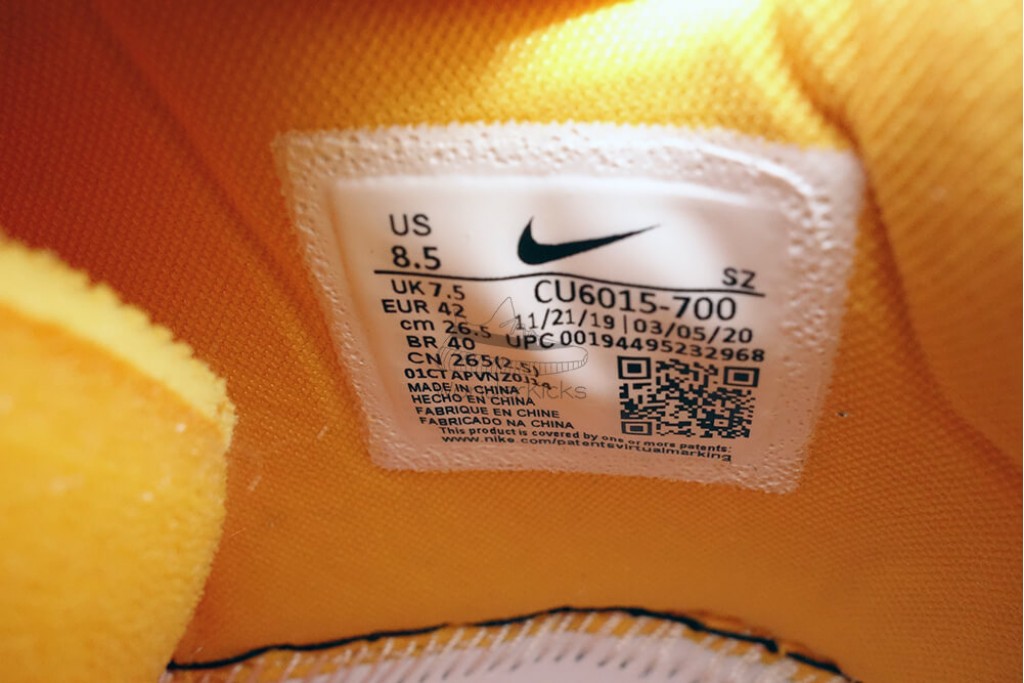 US
8.5
SZ
UK 7.5
CU6015-700
EUR 42
11/21/19 | 03/05/20
cm 26.5
UPC 00194495232968
BR 40
CN 265(2.5)
MADE IN CHINA
HECHO EN CHINA
FABRIQUE EN CHINE
FABRICADO NA CHINA
This product is covered by one or more patents:
www.nike.com/patentsvirtualmarking